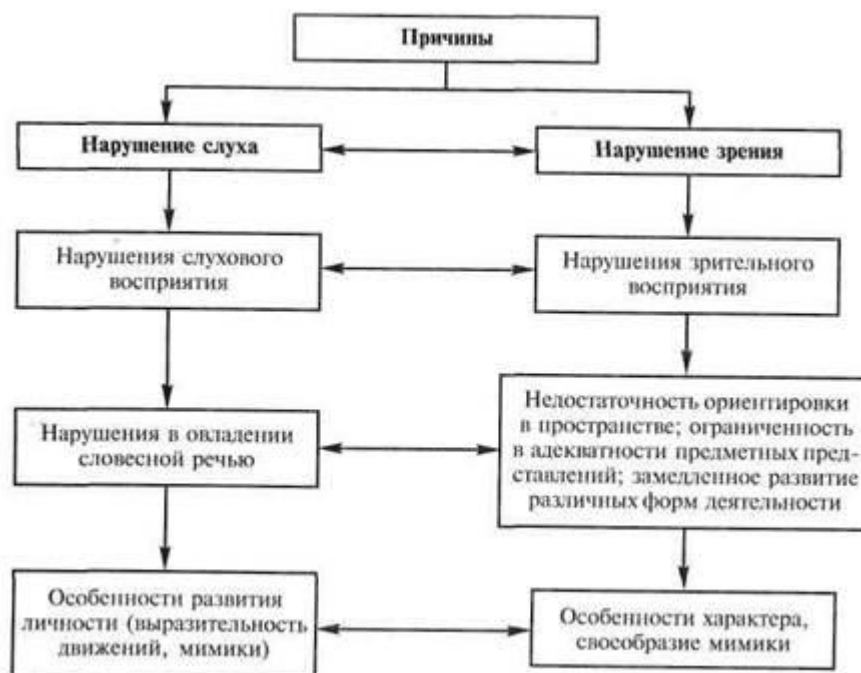 Причины
Нарушение слуха
Нарушение зрения
Нарушения слухового
восприятия
Нарушения зрительного
восприятия
Нарушения в овладении
словесной речью
Недостаточность ориентировки
в пространстве; ограниченность
в адекватности предметных пред-
ставлений; замедленное развитие
различных форм деятельности
Особенности развития
личности (выразительность
движений, мимики)
Особенности характера,
своеобразие мимики